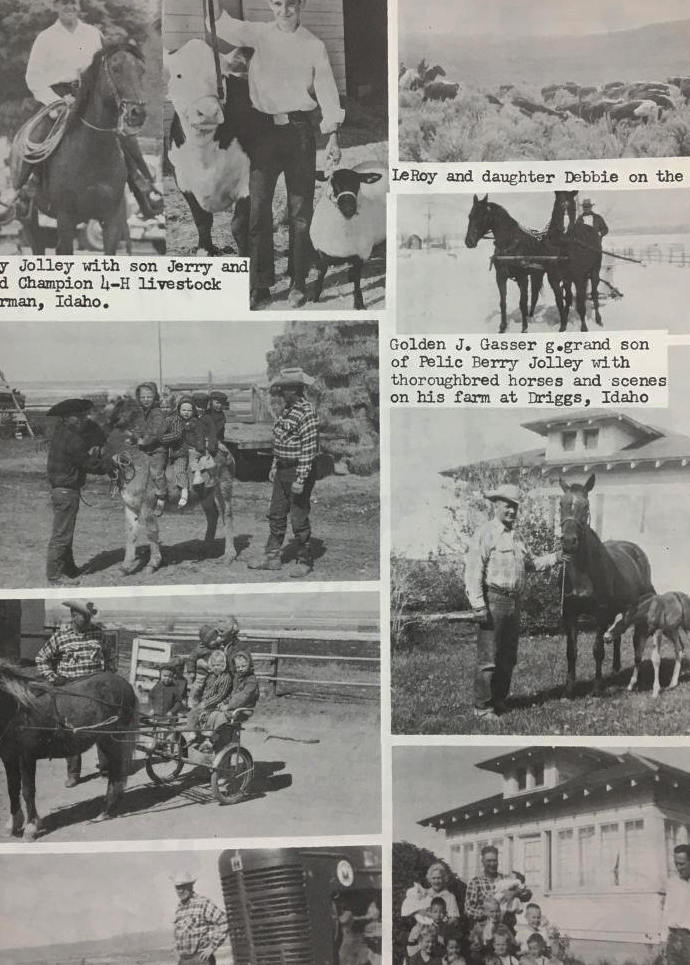 y Jolley with son Jerry and
d Champion 4-H livestock
rman, Idaho.
LeRoy and daughter Debbie on the
Golden J. Gasser g.grand son
of Pelic Berry Jolley with
thoroughbred horses and scenes
on his farm at Driggs, Idaho